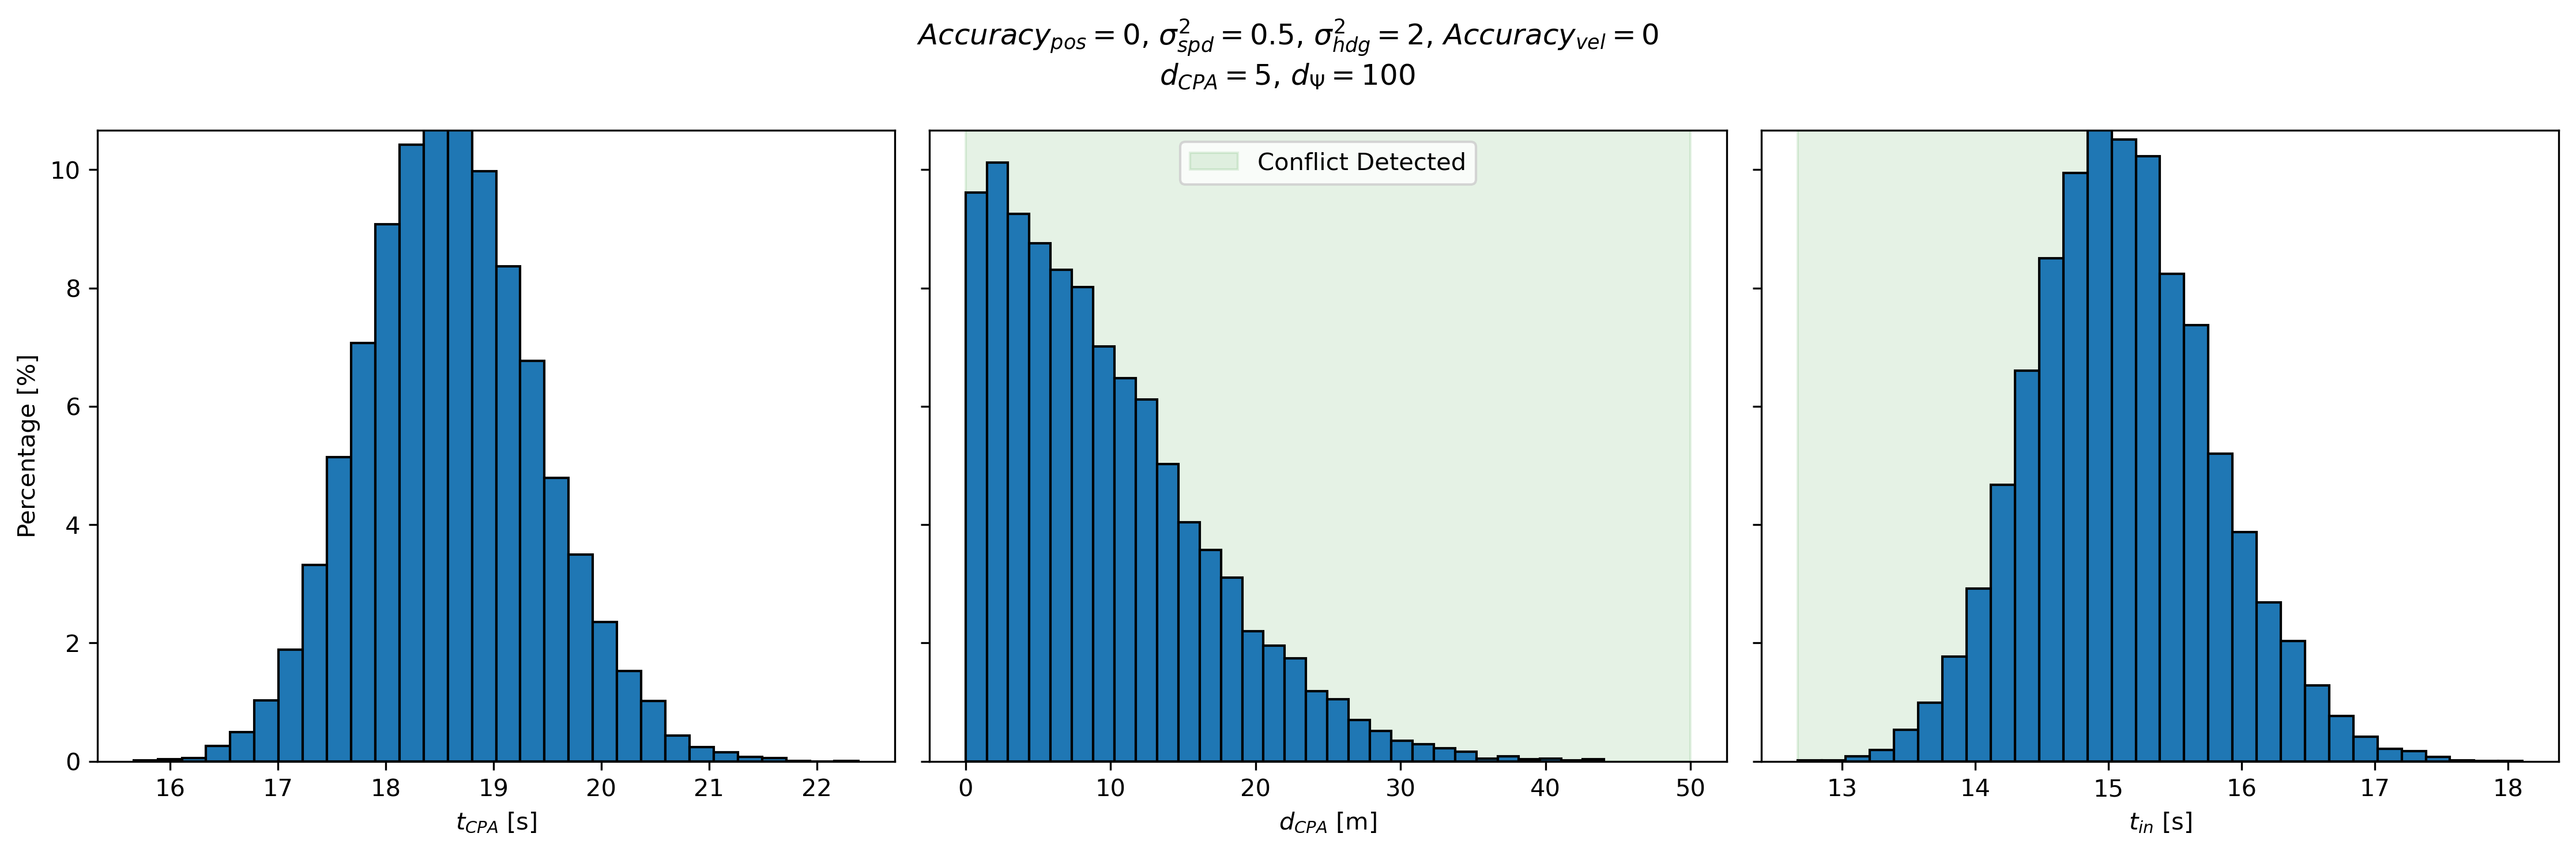 Accuracy_pos = 0, σ²_spd = 0.5, σ²_hdg = 2, Accuracy_vel = 0
d_CPA = 5, d_ψ = 100
Percentage [%]
10
8
6
4
2
0
16 17 18 19 20 21 22
t_CPA [s]
Conflict Detected
0 10 20 30 40 50
d_CPA [m]
13 14 15 16 17 18
t_in [s]